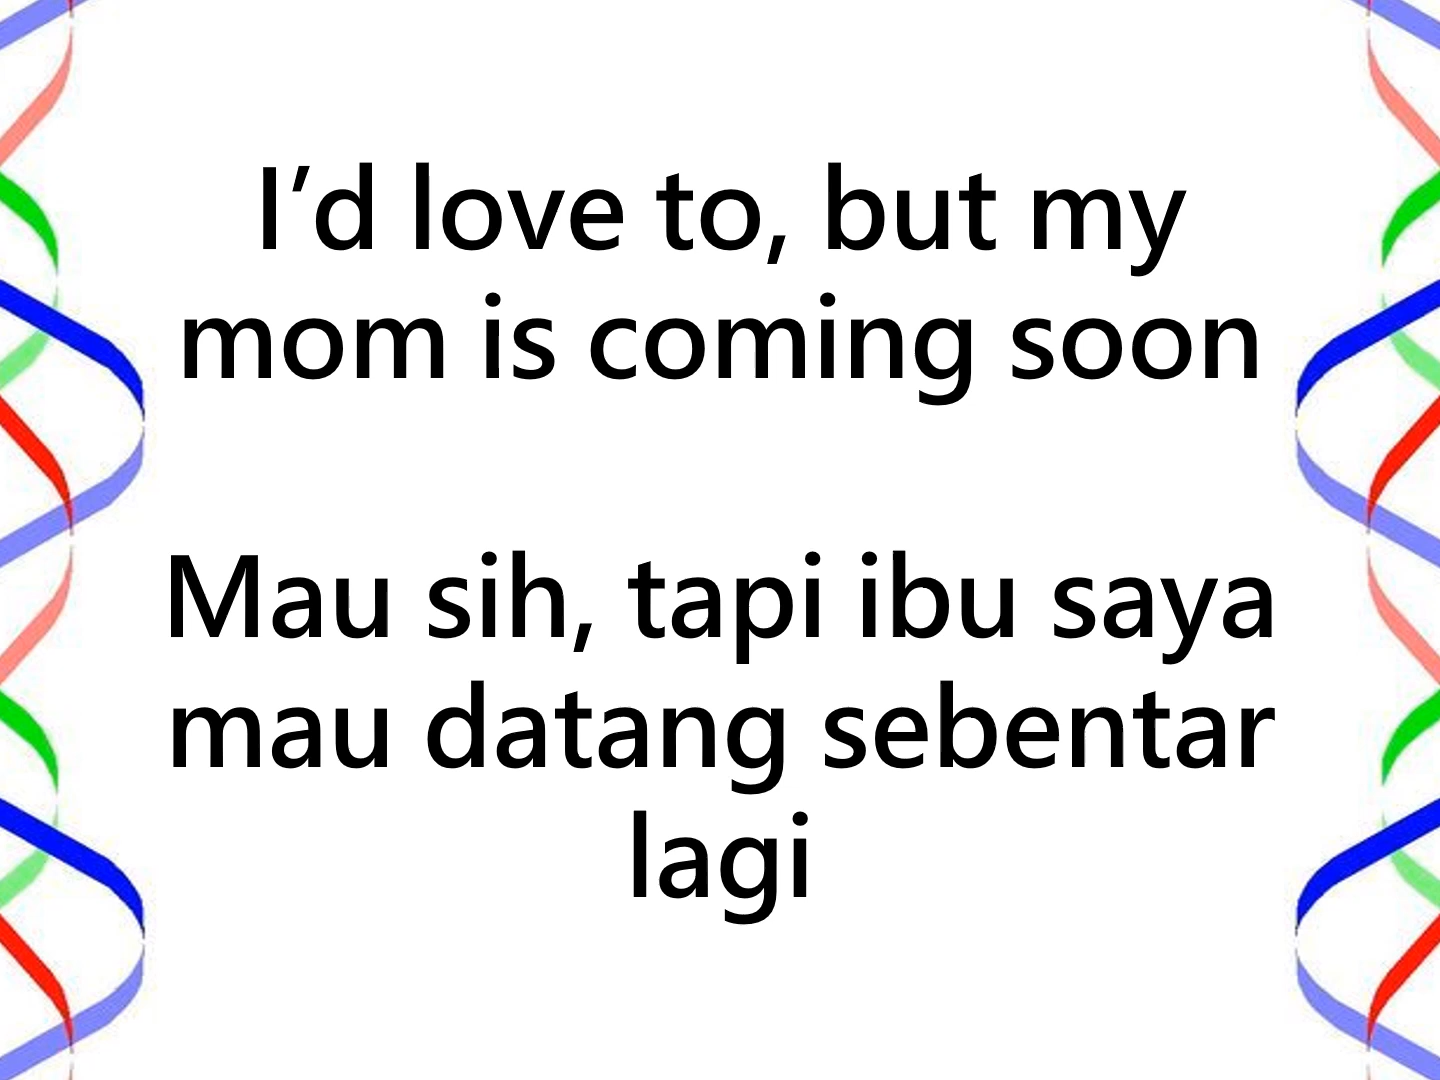 I’d love to, but my
mom is coming soon
Mau sih, tapi ibu saya
mau datang sebentar
lagi